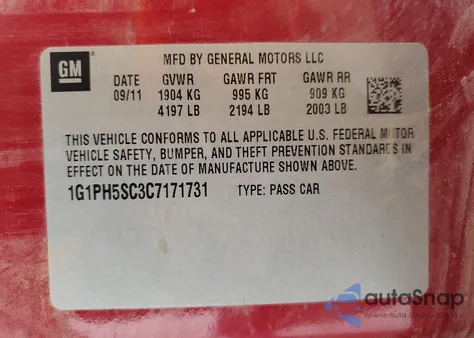 GM
MFD BY GENERAL MOTORS LLC
DATE GVWR GAWR FRT GAWR RR
09/11 1904 KG 995 KG 909 KG
4197 LB 2194 LB 2003 LB
THIS VEHICLE CONFORMS TO ALL APPLICABLE U.S. FEDERAL MOTOR
VEHICLE SAFETY, BUMPER, AND THEFT PREVENTION STANDARDS IN
EFFECT ON THE DATE OF MANUFACTURE SHOWN ABOVE.
1G1PH5SC3C7171731 TYPE: PASS CAR
autoSnap